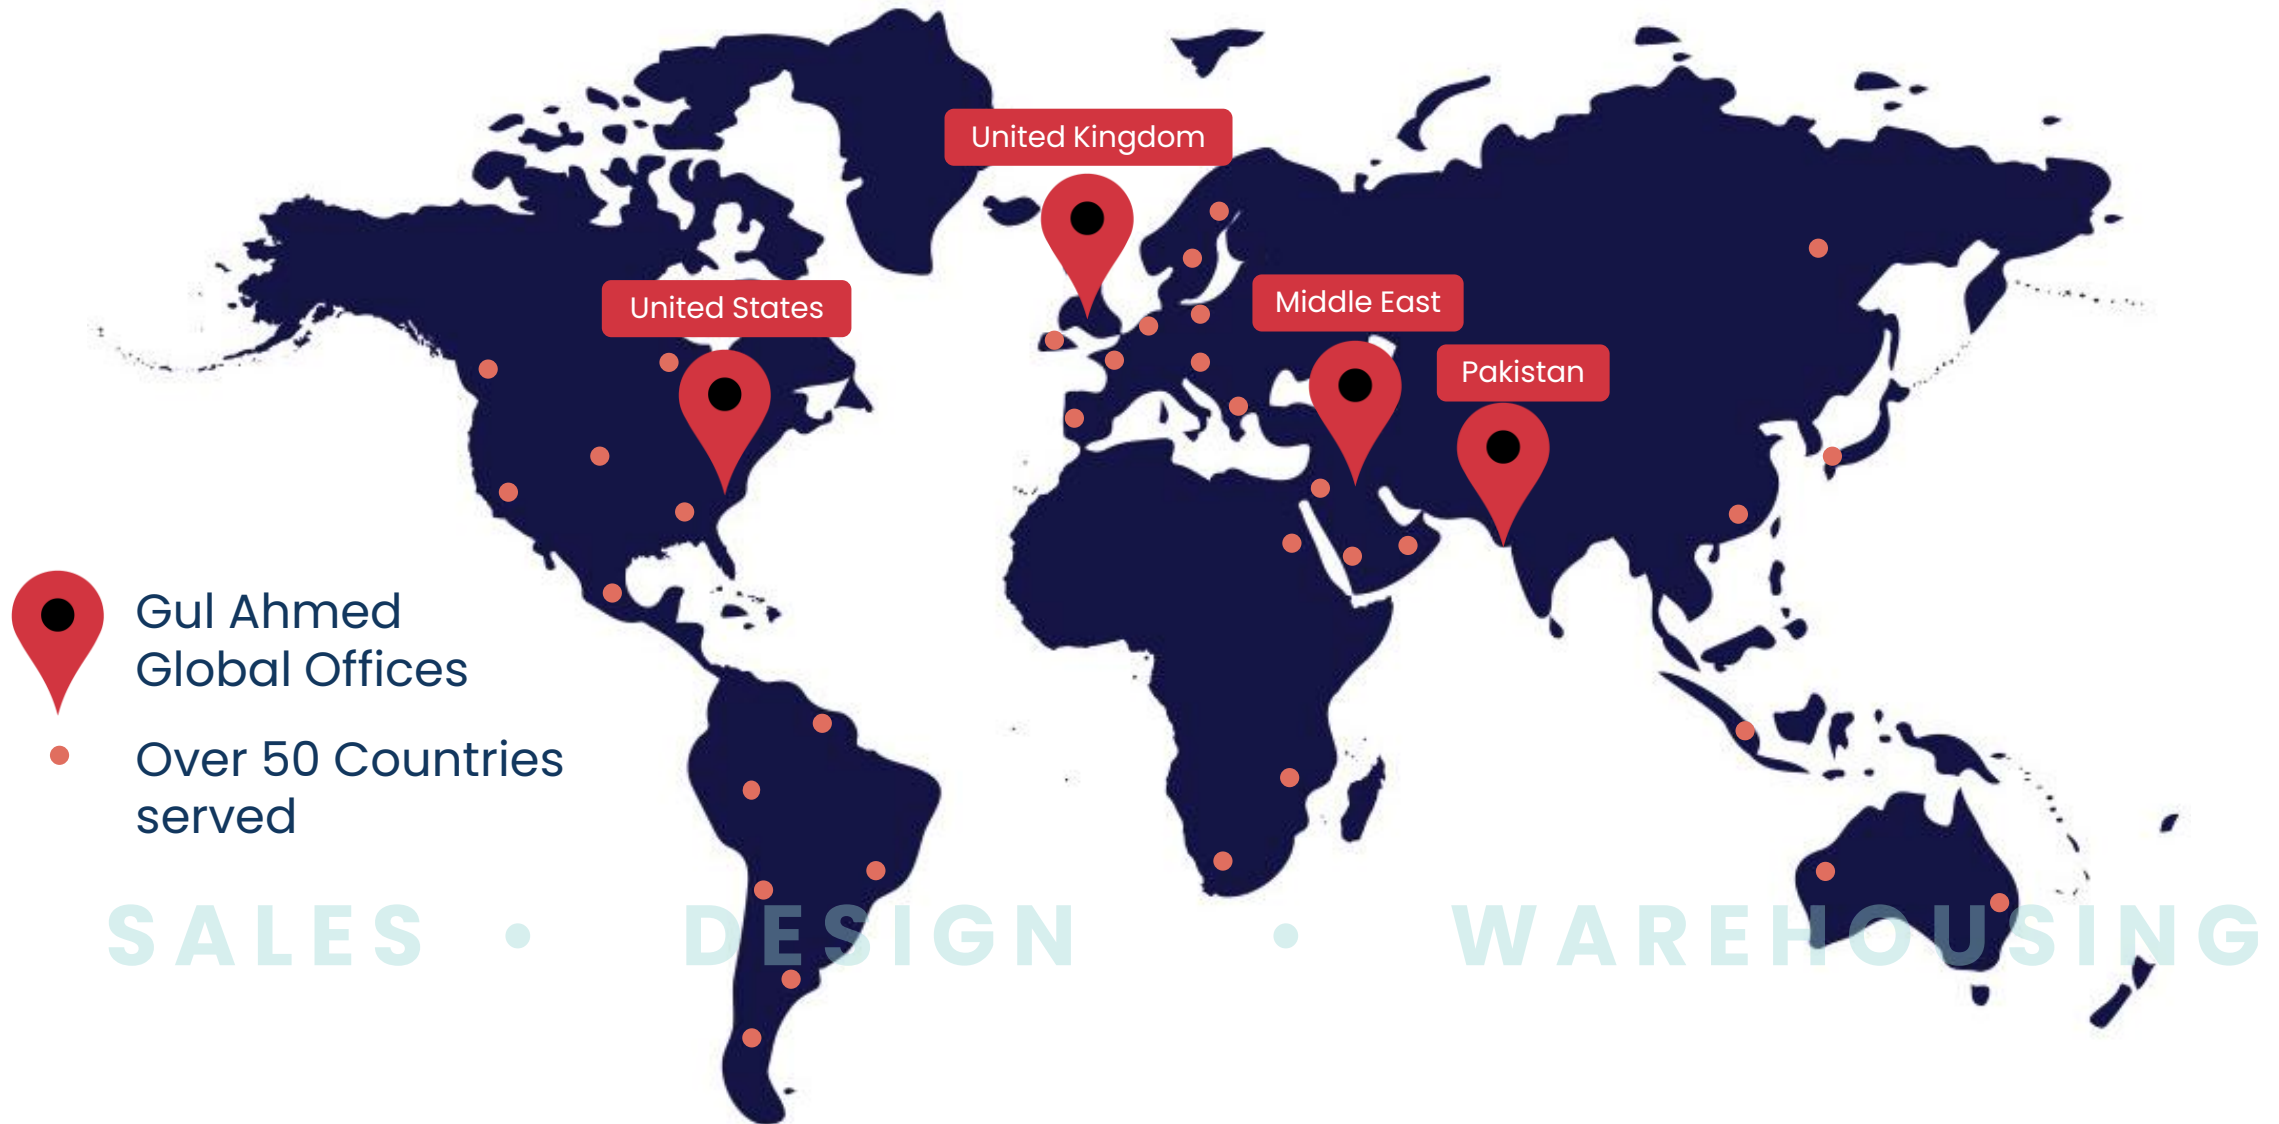 United Kingdom
United States
Middle East
Pakistan
Gul Ahmed
Global Offices
Over 50 Countries
served
SALES • DESIGN • WAREHOUSING